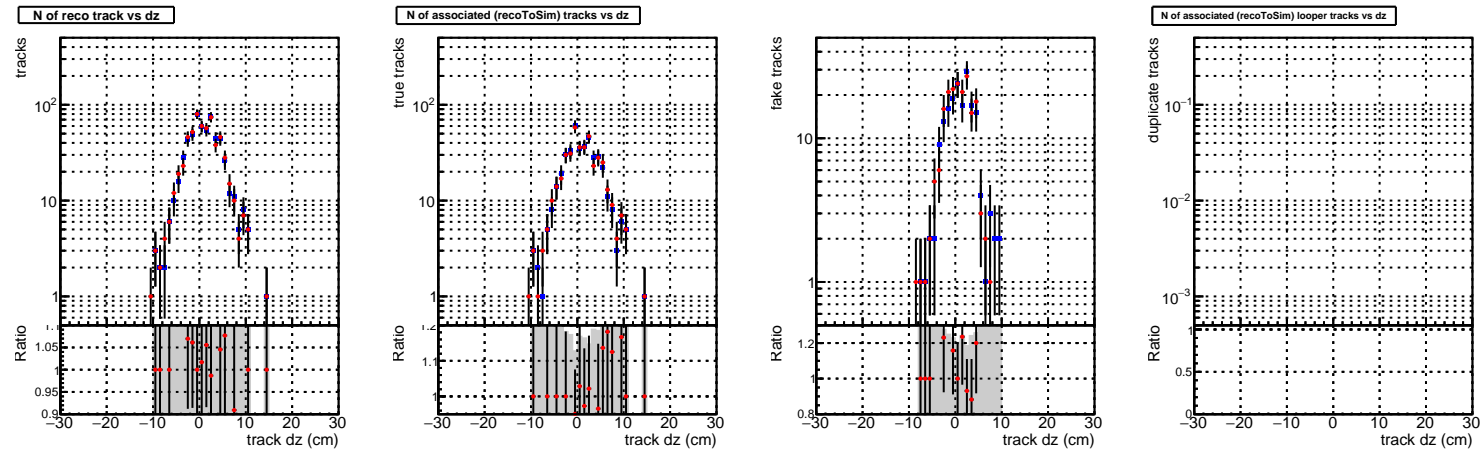 N of reco track vs dz
tracks
10²
10
1
Ratio
1.1
1.05
1
0.95
0.9
−30 −20 −10 0 10 20 30
track dz (cm)
N of associated (recoToSim) tracks vs dz
true tracks
10²
10
1
Ratio
1.2
1.1
1
−30 −20 −10 0 10 20 30
track dz (cm)
fake tracks
10
1
Ratio
1.2
1
0.8
−30 −20 −10 0 10 20 30
track dz (cm)
N of associated (recoToSim) looper tracks vs dz
duplicate tracks
10⁻¹
10⁻²
10⁻³
Ratio
1
0.5
0
−30 −20 −10 0 10 20 30
track dz (cm)